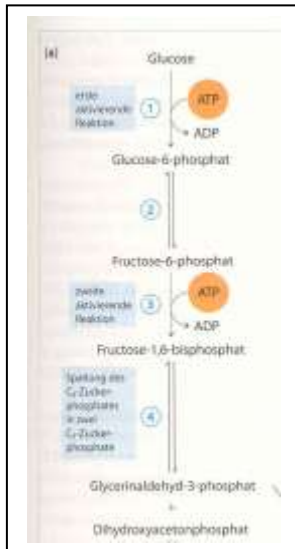 (a)
Glucose
erste
aktivierende
Reaktion
1
ATP
ADP
Glucose-6-phosphat
2
Fructose-6-phosphat
zweite
aktivierende
Reaktion
3
ATP
ADP
Fructose-1,6-bisphosphat
Spaltung des
C₆-Zucker-
phosphates
in zwei
C₃-Zucker-
phosphate
4
Glycerinaldehyd-3-phosphat
Dihydroxyacetonphosphat